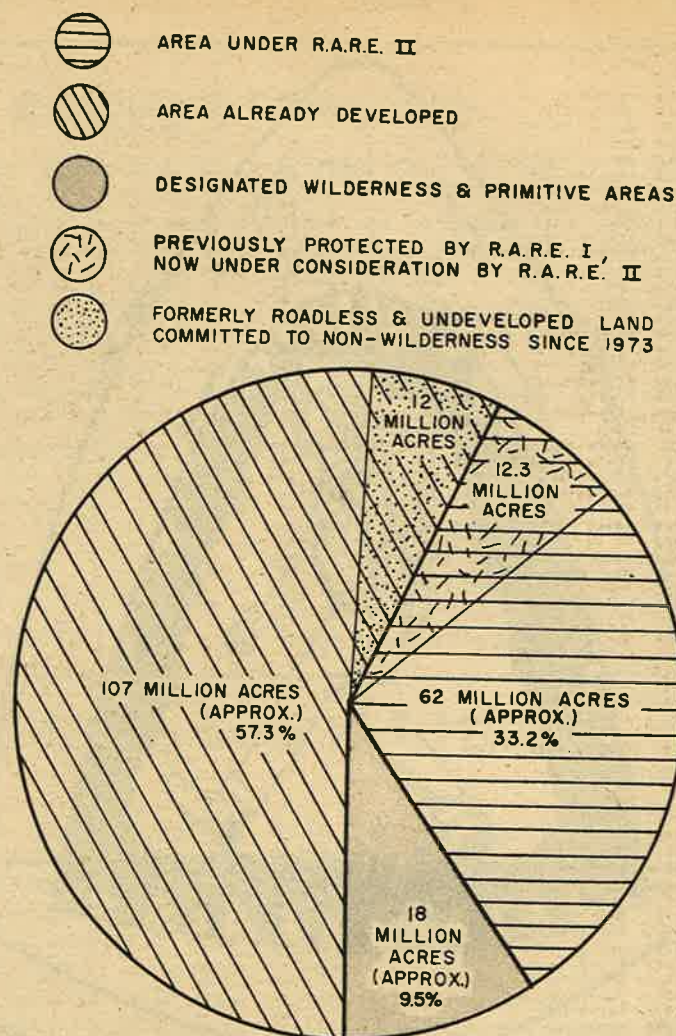 AREA UNDER R.A.R.E. II
AREA ALREADY DEVELOPED
DESIGNATED WILDERNESS & PRIMITIVE AREAS
PREVIOUSLY PROTECTED BY R.A.R.E. I,
NOW UNDER CONSIDERATION BY R.A.R.E. II
FORMERLY ROADLESS & UNDEVELOPED LAND
COMMITTED TO NON-WILDERNESS SINCE 1973
12
MILLION
ACRES
12.3
MILLION
ACRES
107 MILLION ACRES
(APPROX.)
57.3%
62 MILLION ACRES
(APPROX.)
33.2%
18
MILLION
ACRES
(APPROX.)
9.5%